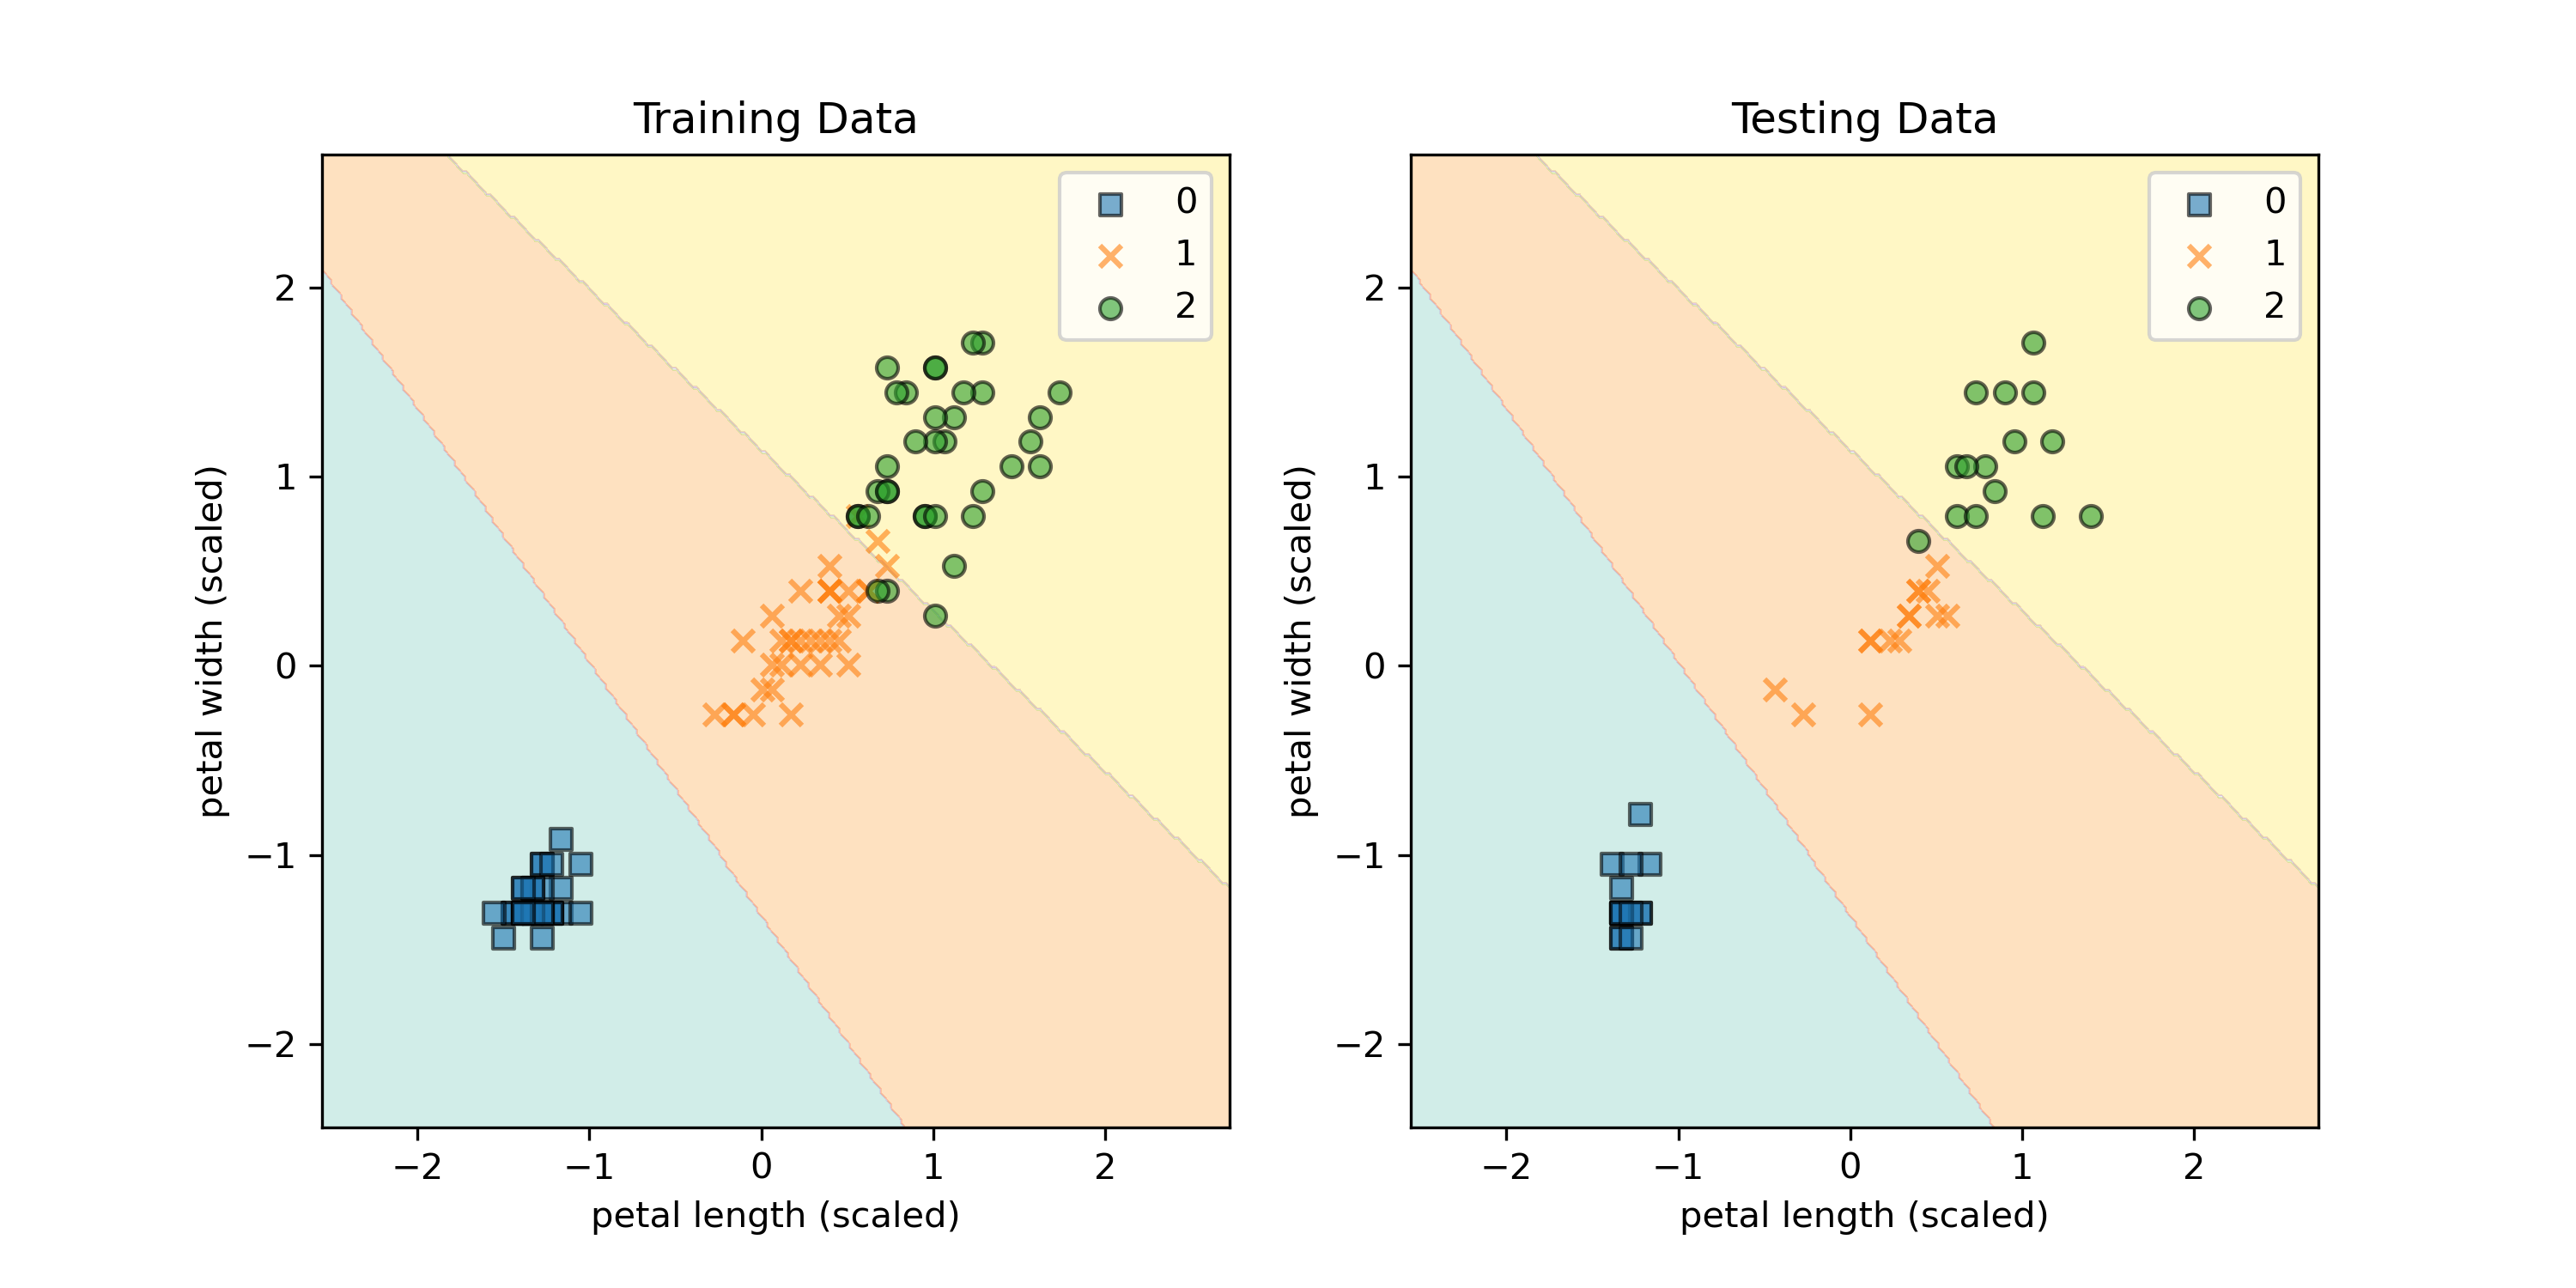 Training Data
0
1
2
2
1
0
−1
−2
petal width (scaled)
−2 −1 0 1 2
petal length (scaled)
Testing Data
0
1
2
2
1
0
−1
−2
petal width (scaled)
−2 −1 0 1 2
petal length (scaled)